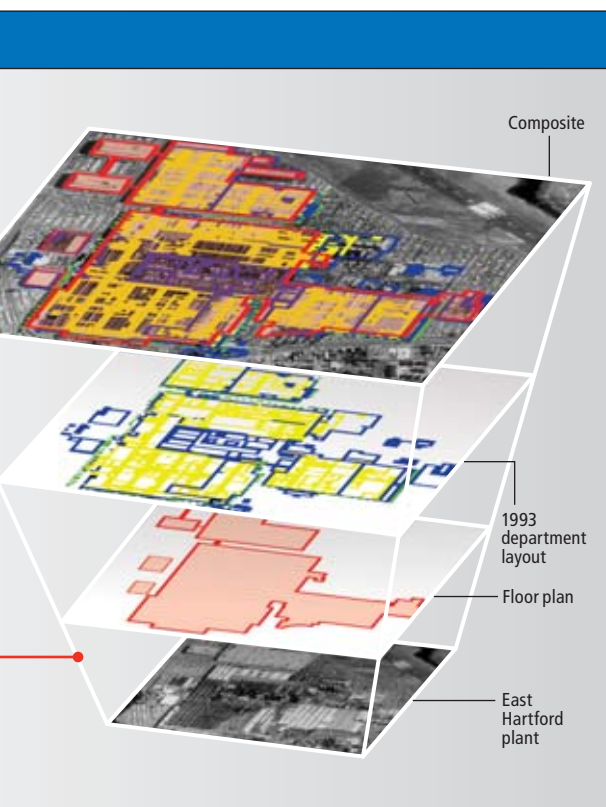 Composite
1993
department
layout
Floor plan
East
Hartford
plant